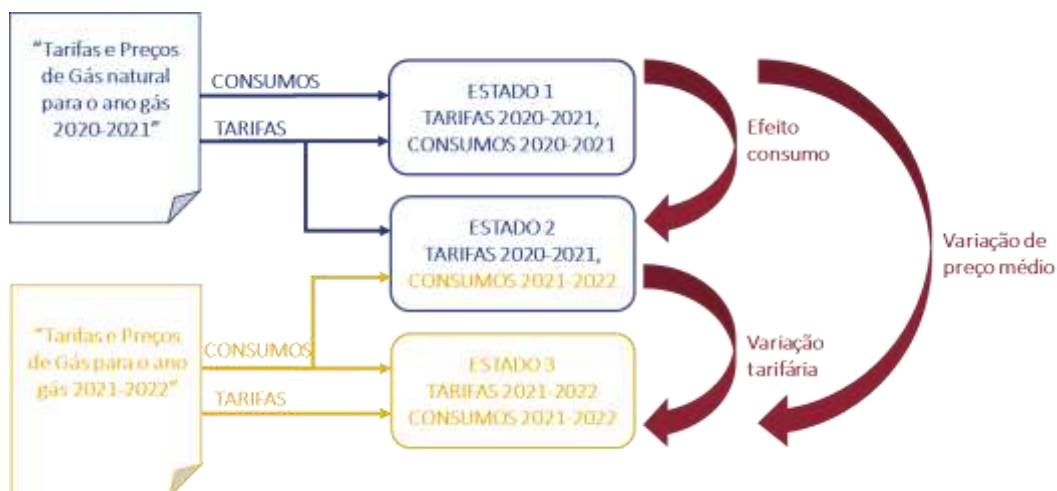 “Tarifas e Preços
de Gás natural
para o ano gás
2020-2021”
CONSUMOS
TARIFAS
ESTADO 1
TARIFAS 2020-2021,
CONSUMOS 2020-2021
Efeito
consumo
ESTADO 2
TARIFAS 2020-2021,
CONSUMOS 2021-2022
Variação de
preço médio
“Tarifas e Preços
de Gás para o ano
gás 2021-2022”
CONSUMOS
TARIFAS
ESTADO 3
TARIFAS 2021-2022
CONSUMOS 2021-2022
Variação
tarifária